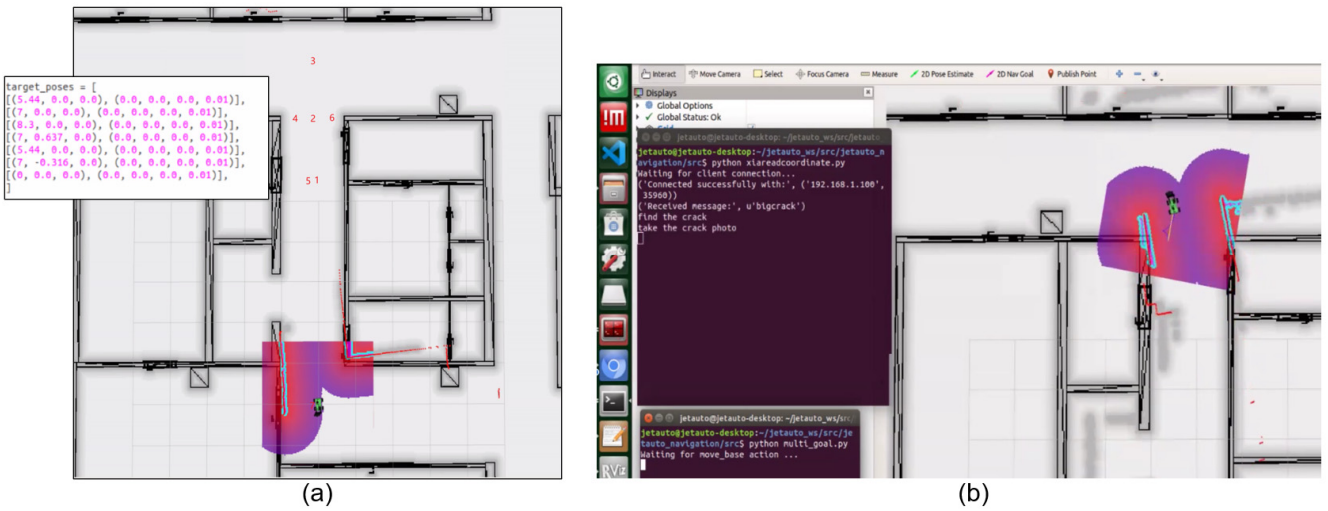 target_poses = [
[(5.44, 0.0, 0.0), (0.0, 0.0, 0.0, 0.01)],
[(7, 0.0, 0.0), (0.0, 0.0, 0.0, 0.01)],
[(8.3, 0.0, 0.0), (0.0, 0.0, 0.0, 0.01)],
[(7, 0.637, 0.0), (0.0, 0.0, 0.0, 0.01)],
[(5.44, 0.0, 0.0), (0.0, 0.0, 0.0, 0.01)],
[(7, -0.316, 0.0), (0.0, 0.0, 0.0, 0.01)],
[(0, 0.0, 0.0), (0.0, 0.0, 0.0, 0.01)],
]
3
4 2 6
5 1
(a)
Interact Move Camera Select Focus Camera Measure 2D Pose Estimate 2D Nav Goal Publish Point
Displays
Global Options
Global Status: Ok
Grid
jetauto@jetauto-desktop: ~/jetauto_ws/src/jetauto
jetauto@jetauto-desktop:~/jetauto_ws/src/jetauto_n
avigation/src$ python xiareadcoordinate.py
Waiting for client connection...
('Connected successfully with:', ('192.168.1.100',
35960))
('Received message:', u'bigcrack')
find the crack
take the crack photo
jetauto@jetauto-desktop: ~/jetauto_ws/src/
jetauto@jetauto-desktop:~/jetauto_ws/src/je
tauto_navigation/src$ python multi_goal.py
Waiting for move_base action ...
RViz
(b)